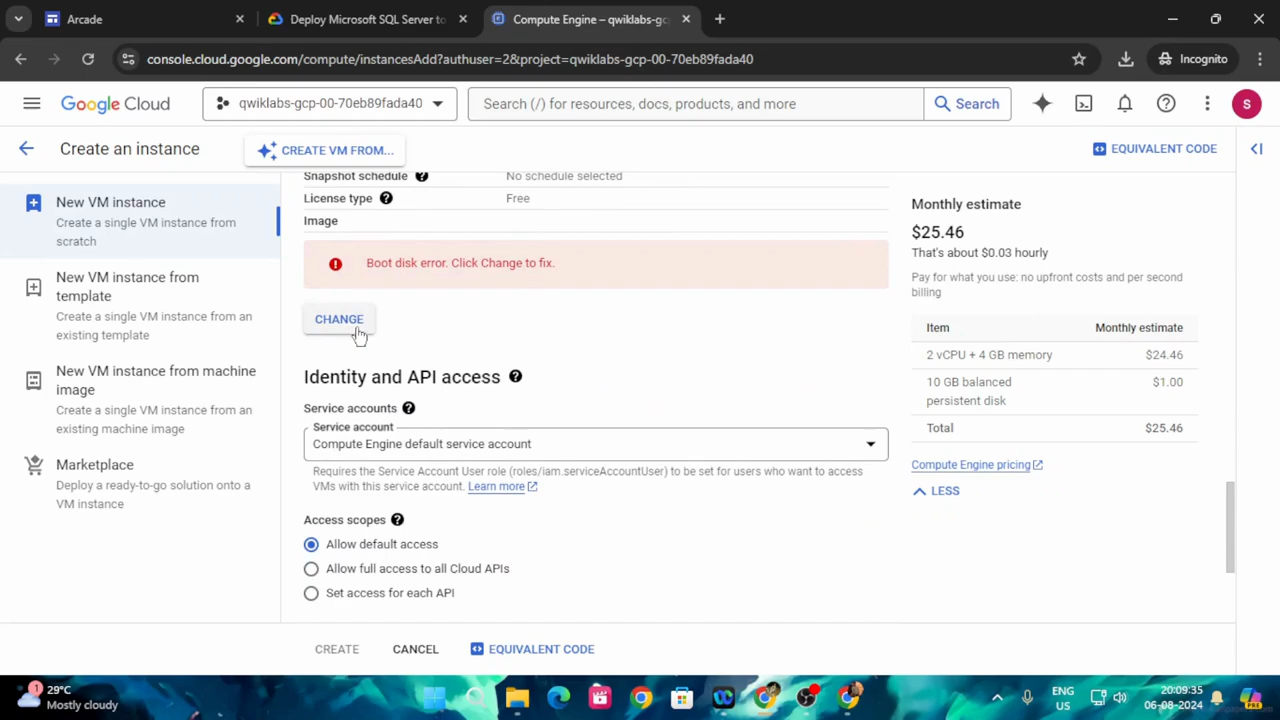 Arcade
Deploy Microsoft SQL Server to
Compute Engine – qwiklabs-gc
console.cloud.google.com/compute/instancesAdd?authuser=2&project=qwiklabs-gcp-00-70eb89fada40
Incognito
Google Cloud
qwiklabs-gcp-00-70eb89fada40
Search (/) for resources, docs, products, and more
Search
S
Create an instance
CREATE VM FROM...
EQUIVALENT CODE
New VM instance
Create a single VM instance from
scratch
New VM instance from
template
Create a single VM instance from an
existing template
New VM instance from machine
image
Create a single VM instance from an
existing machine image
Marketplace
Deploy a ready-to-go solution onto a
VM instance
Snapshot schedule No schedule selected
License type Free
Image
Boot disk error. Click Change to fix.
CHANGE
Identity and API access
Service accounts
Service account
Compute Engine default service account
Requires the Service Account User role (roles/iam.serviceAccountUser) to be set for users who want to access
VMs with this service account. Learn more
Access scopes
Allow default access
Allow full access to all Cloud APIs
Set access for each API
CREATE
CANCEL
EQUIVALENT CODE
Monthly estimate
$25.46
That's about $0.03 hourly
Pay for what you use: no upfront costs and per second
billing
Item Monthly estimate
2 vCPU + 4 GB memory $24.46
10 GB balanced $1.00
persistent disk
Total $25.46
Compute Engine pricing
LESS
1
29°C
Mostly cloudy
ENG
US
20:09:35
06-08-2024
PRE